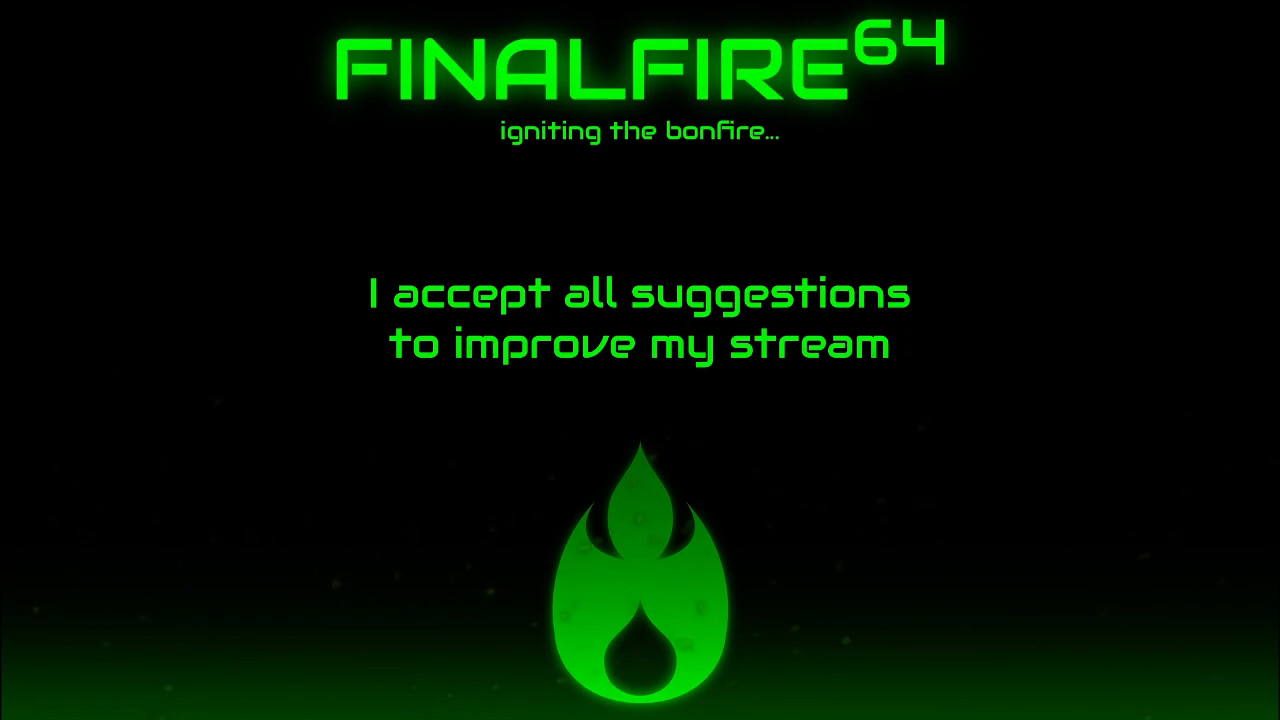 FINALFIRE64
igniting the bonfire...
I accept all suggestions
to improve my stream